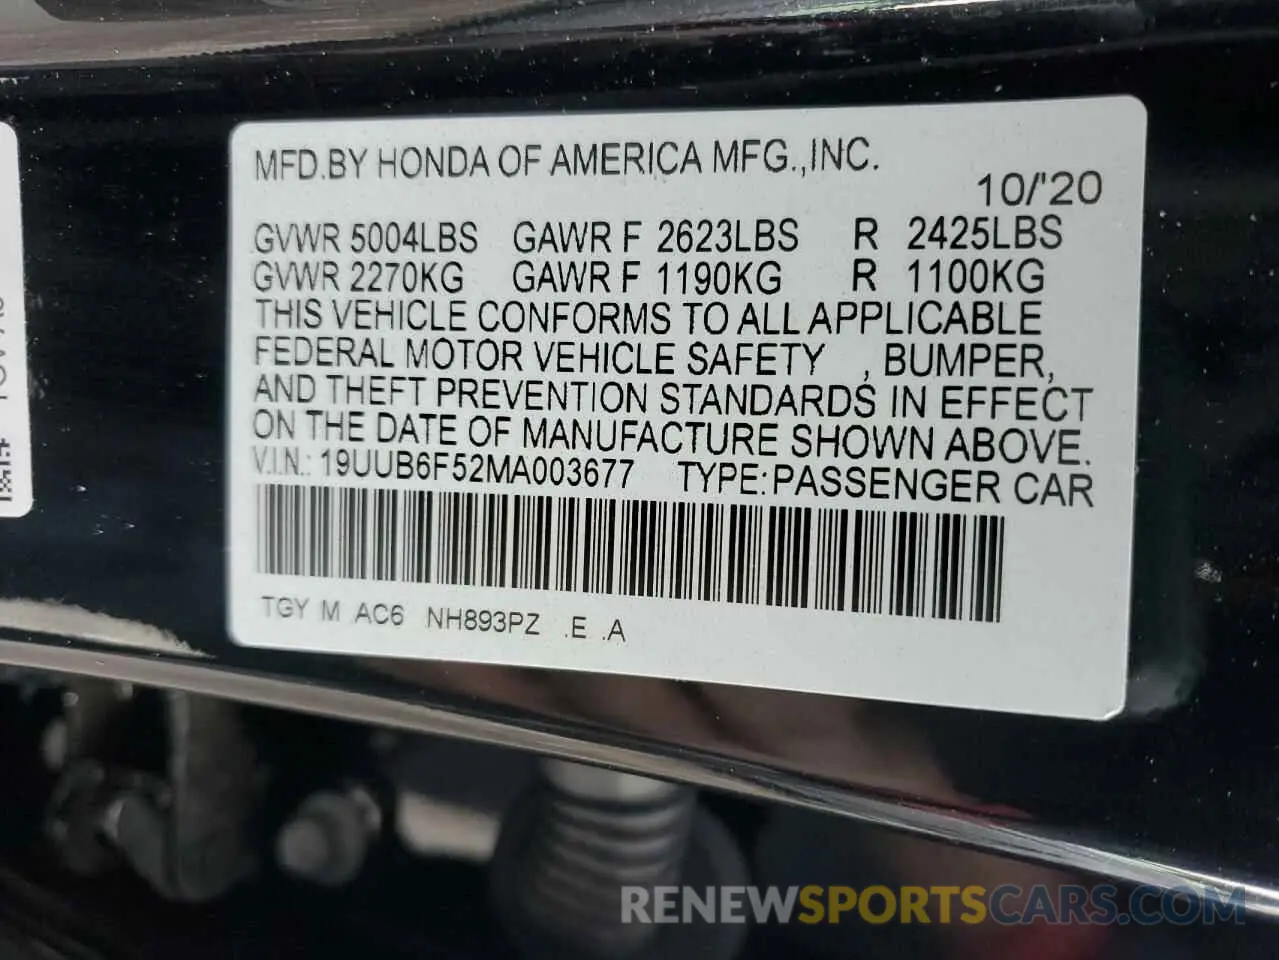 MFD.BY HONDA OF AMERICA MFG.,INC.
10/'20
GVWR 5004LBS GAWR F 2623LBS R 2425LBS
GVWR 2270KG GAWR F 1190KG R 1100KG
THIS VEHICLE CONFORMS TO ALL APPLICABLE
FEDERAL MOTOR VEHICLE SAFETY , BUMPER,
AND THEFT PREVENTION STANDARDS IN EFFECT
ON THE DATE OF MANUFACTURE SHOWN ABOVE.
V.I.N.: 19UUB6F52MA003677 TYPE:PASSENGER CAR
TGY M AC6 NH893PZ .E .A
RENEWSPORTSCARS.COM